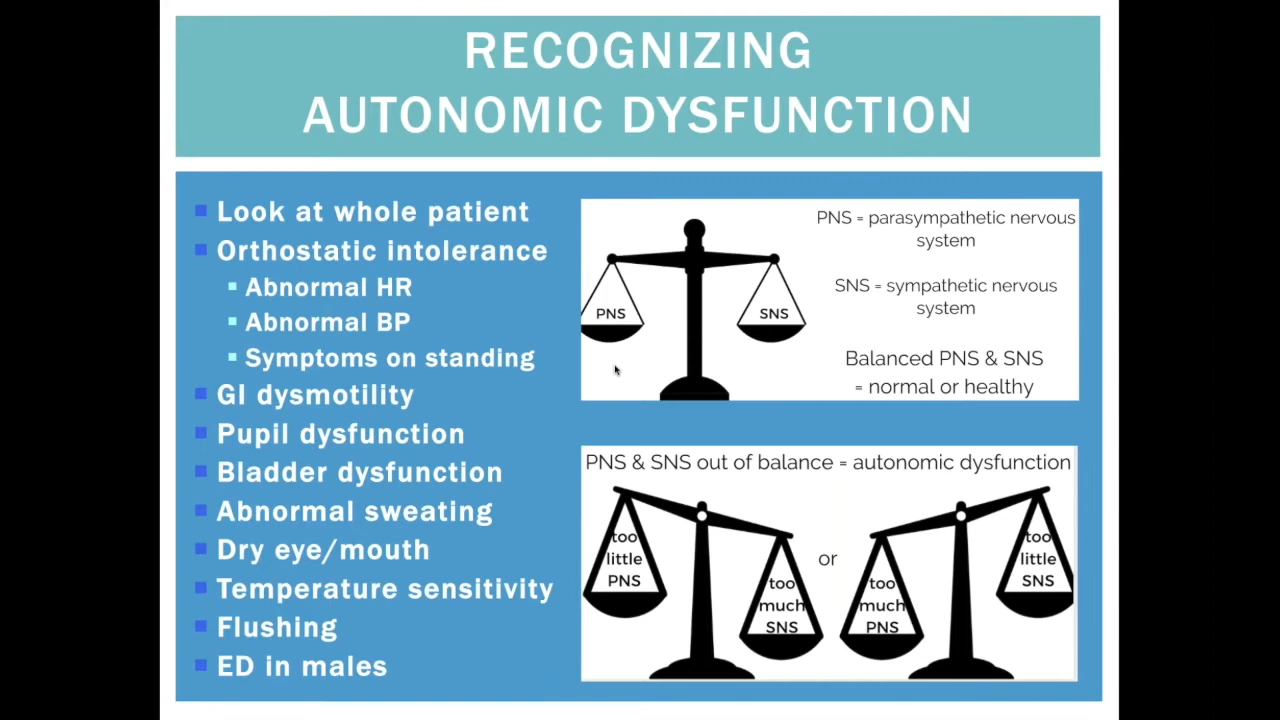 RECOGNIZING
AUTONOMIC DYSFUNCTION
Look at whole patient
Orthostatic intolerance
Abnormal HR
Abnormal BP
Symptoms on standing
GI dysmotility
Pupil dysfunction
Bladder dysfunction
Abnormal sweating
Dry eye/mouth
Temperature sensitivity
Flushing
ED in males
PNS
SNS
PNS = parasympathetic nervous
system
SNS = sympathetic nervous
system
Balanced PNS & SNS
= normal or healthy
PNS & SNS out of balance = autonomic dysfunction
too
little
PNS
too
much
SNS
or
too
much
PNS
too
little
SNS